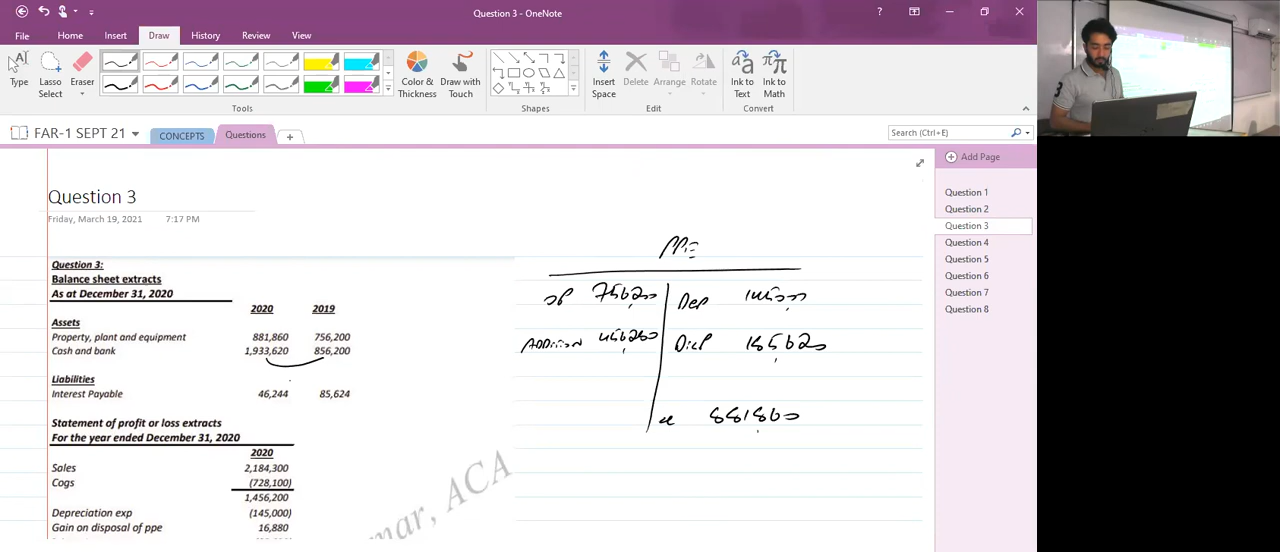 Question 3 - OneNote
File Home Insert Draw History Review View
Type Lasso Select Eraser Color & Thickness Draw with Touch Insert Space Delete Arrange Rotate Ink to Text Ink to Math
Tools Shapes Edit Convert
FAR-1 SEPT 21 CONCEPTS Questions Search (Ctrl+E)
Add Page
Question 1
Question 2
Question 3
Question 4
Question 5
Question 6
Question 7
Question 8
Question 3
Friday, March 19, 2021 7:17 PM
Question 3:
Balance sheet extracts
As at December 31, 2020
2020 2019
Assets
Property, plant and equipment 881,860 756,200
Cash and bank 1,933,620 856,200
Liabilities
Interest Payable 46,244 85,624
Statement of profit or loss extracts
For the year ended December 31, 2020
2020
Sales 2,184,300
Cogs (728,100)
1,456,200
Depreciation exp (145,000)
Gain on disposal of ppe 16,880
mar, ACA
OP 756200 Dep
Addition Disp
881860